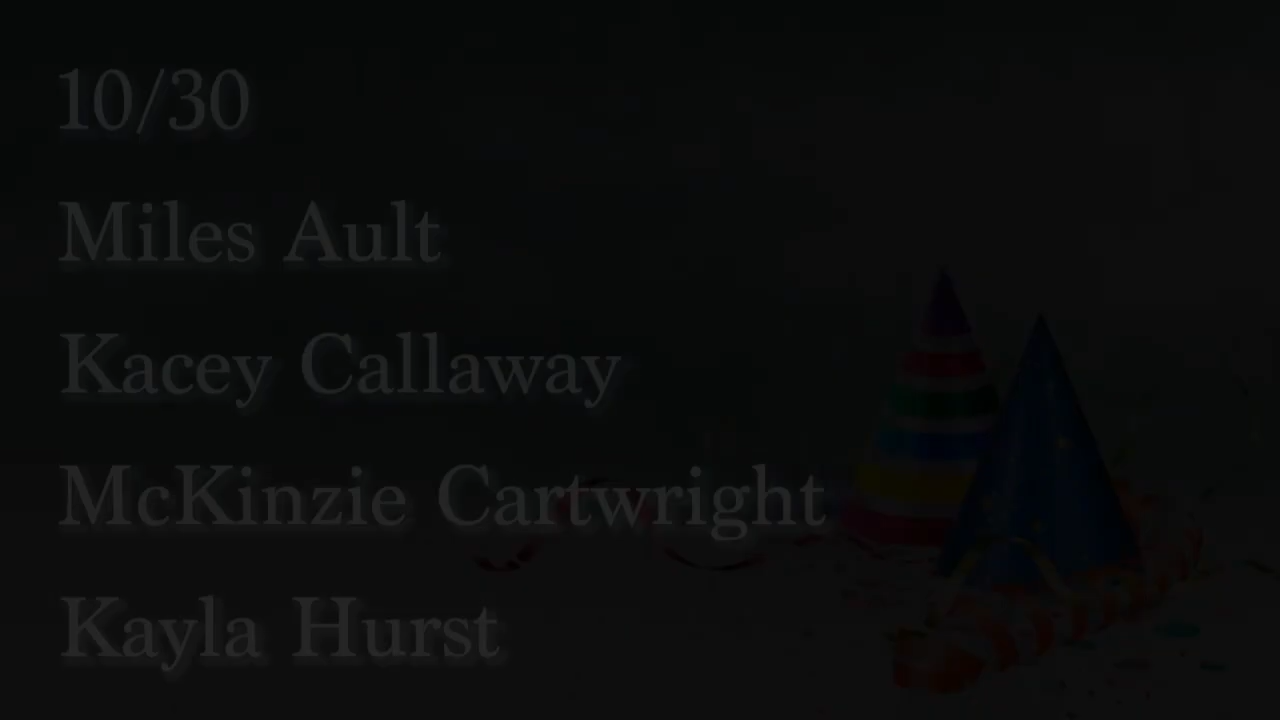 10/30
Miles Ault
Kacey Callaway
McKinzie Cartwright
Kayla Hurst